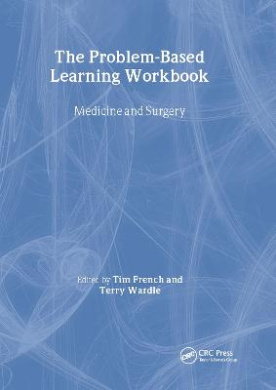 The Problem-Based
Learning Workbook
Medicine and Surgery
Edited by Tim French and
Terry Wardle
CRC Press
Taylor & Francis Group